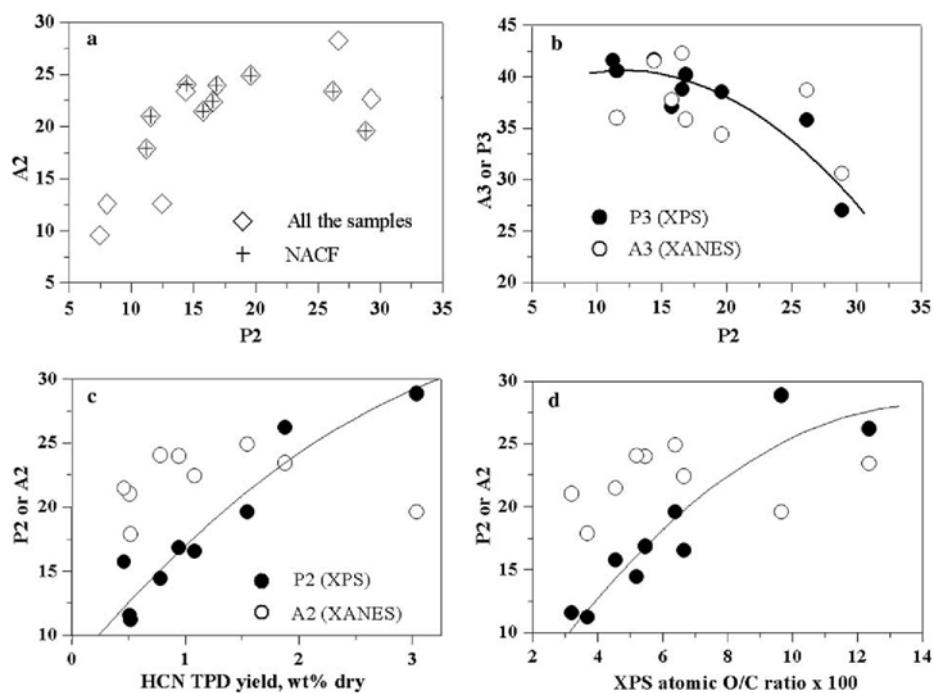 a
30
25
20
15
10
5
A2
All the samples
NACF
5 10 15 20 25 30 35
P2
b
45
40
35
30
25
20
A3 or P3
P3 (XPS)
A3 (XANES)
5 10 15 20 25 30 35
P2
c
30
25
20
15
10
P2 or A2
P2 (XPS)
A2 (XANES)
0 1 2 3
HCN TPD yield, wt% dry
d
30
25
20
15
10
P2 or A2
2 4 6 8 10 12 14
XPS atomic O/C ratio x 100